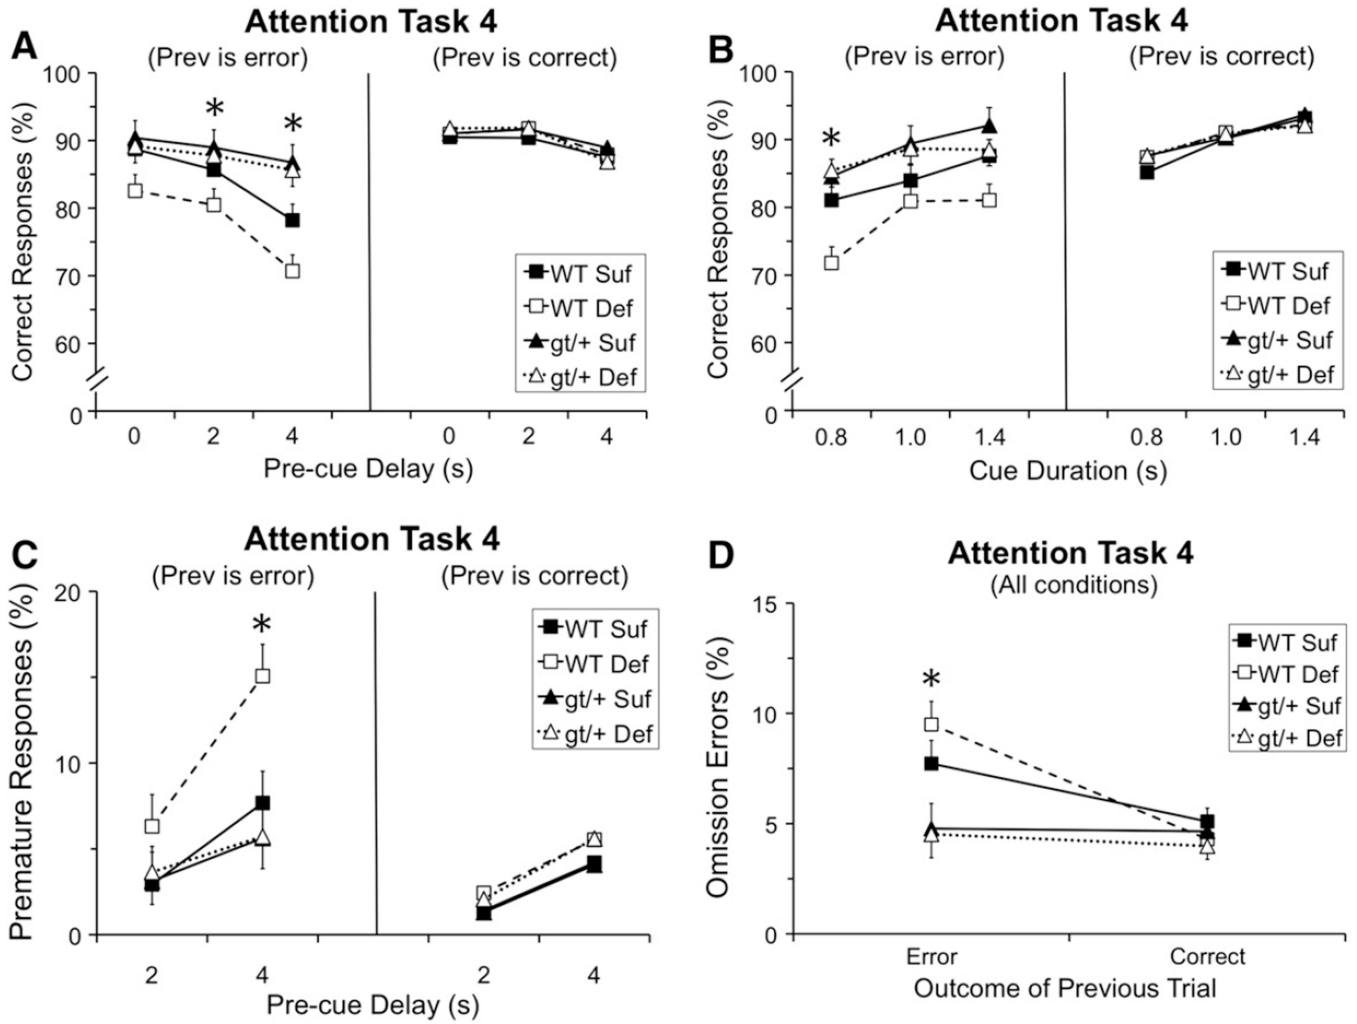 A
Attention Task 4
(Prev is error)
(Prev is correct)
Correct Responses (%)
100
90
80
70
60
0
*
*
WT Suf
WT Def
gt/+ Suf
gt/+ Def
0 2 4 0 2 4
Pre-cue Delay (s)
B
Attention Task 4
(Prev is error)
(Prev is correct)
Correct Responses (%)
100
90
80
70
60
0
*
WT Suf
WT Def
gt/+ Suf
gt/+ Def
0.8 1.0 1.4 0.8 1.0 1.4
Cue Duration (s)
C
Attention Task 4
(Prev is error)
(Prev is correct)
Premature Responses (%)
20
10
0
*
WT Suf
WT Def
gt/+ Suf
gt/+ Def
2 4 2 4
Pre-cue Delay (s)
D
Attention Task 4
(All conditions)
Omission Errors (%)
15
10
5
0
*
WT Suf
WT Def
gt/+ Suf
gt/+ Def
Error Correct
Outcome of Previous Trial